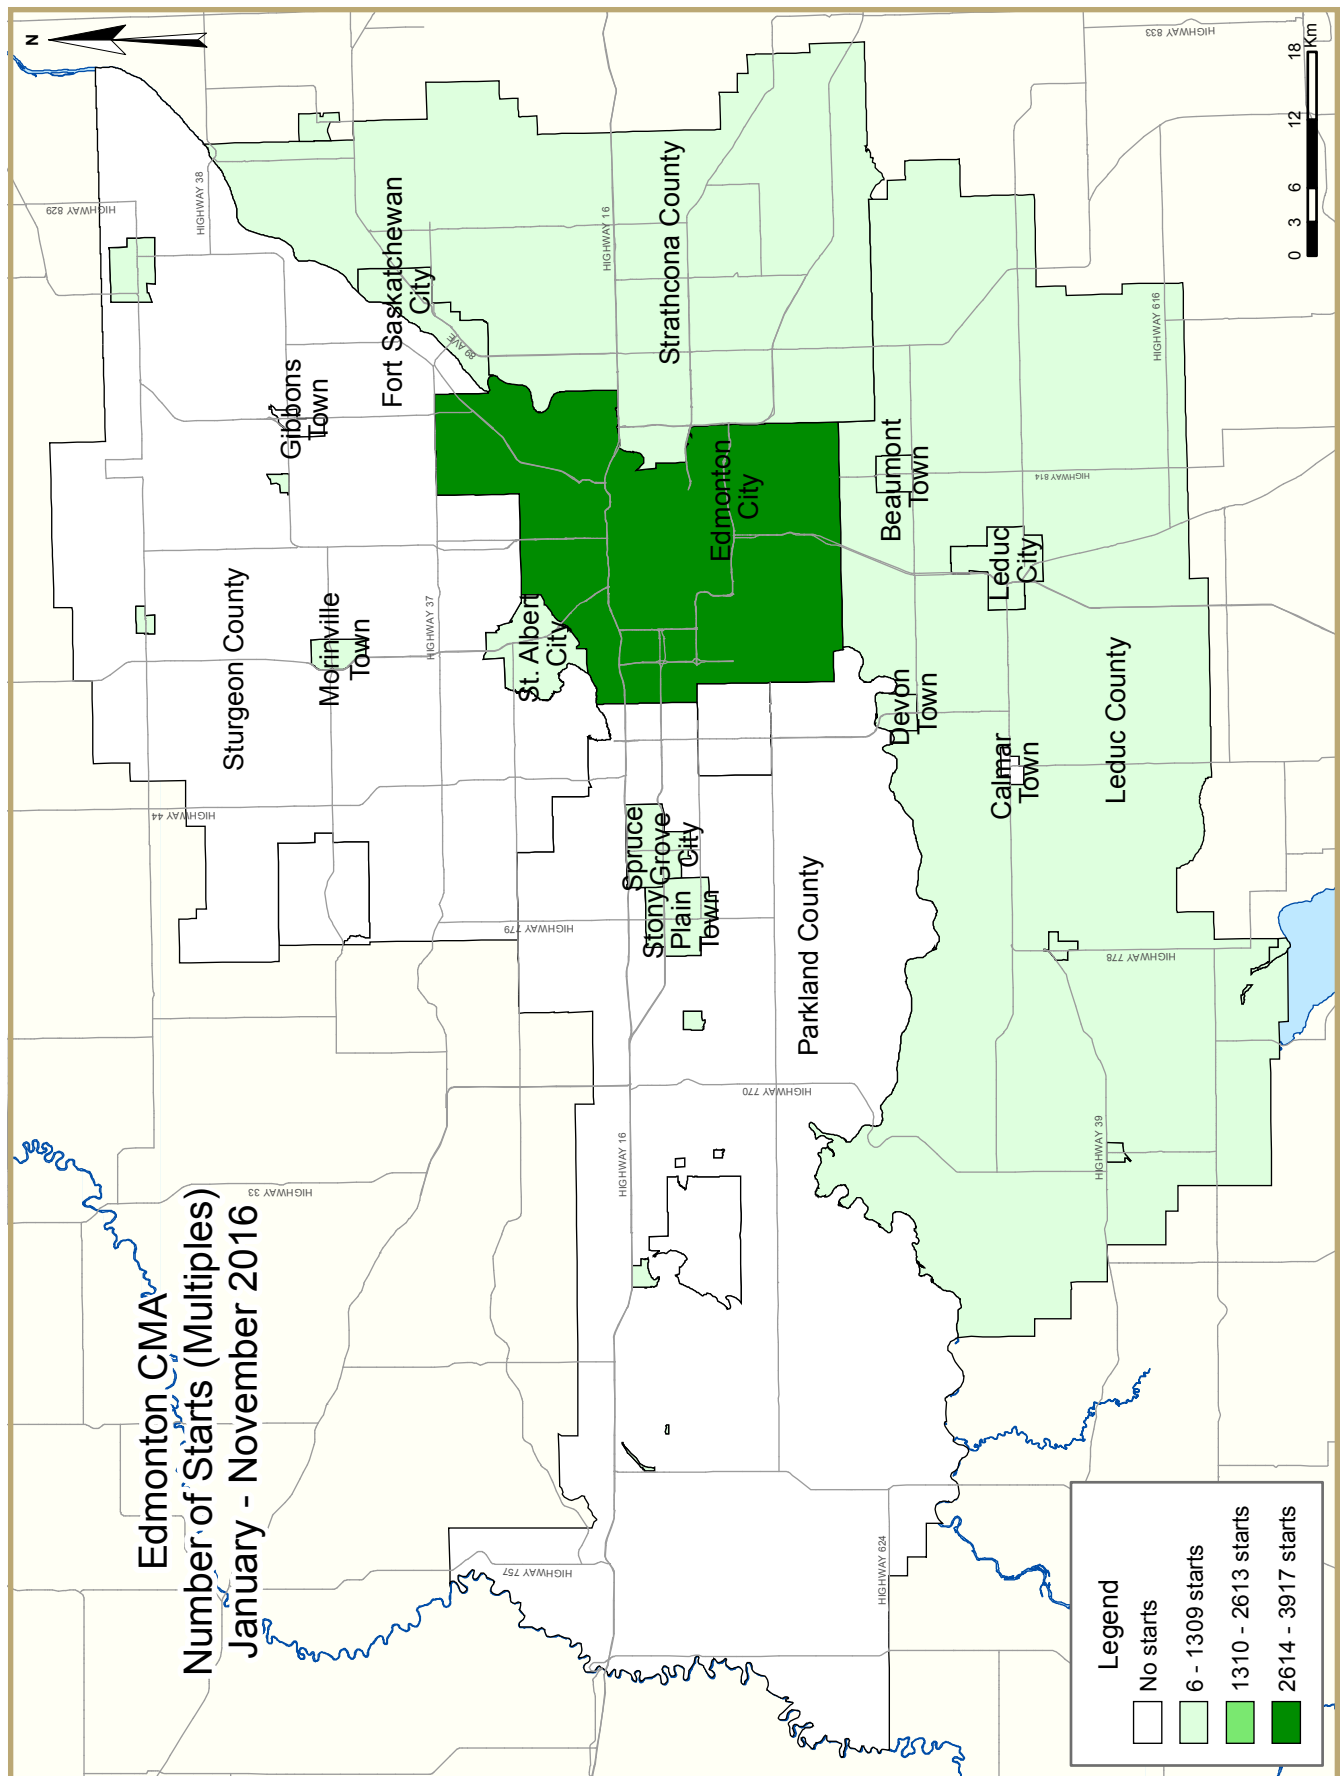 Edmonton CMA
Number of Starts (Multiples)
January - November 2016
N
HIGHWAY 829
HIGHWAY 38
HIGHWAY 833
HIGHWAY 44
HIGHWAY 33
Sturgeon County
Gibbons
Town
Morinville
Town
Fort Saskatchewan
City
HIGHWAY 37
89 AVE
St. Albert
City
HIGHWAY 779
HIGHWAY 757
HIGHWAY 16
HIGHWAY 16
Spruce
Grove
City
Stony
Plain
Town
Strathcona County
Edmonton
City
HIGHWAY 770
Parkland County
HIGHWAY 624
Beaumont
Town
Devon
Town
Leduc
City
Calmar
Town
HIGHWAY 814
HIGHWAY 39
HIGHWAY 778
Leduc County
HIGHWAY 616
Legend
No starts
6 - 1309 starts
1310 - 2613 starts
2614 - 3917 starts
0 3 6 12 18
Km